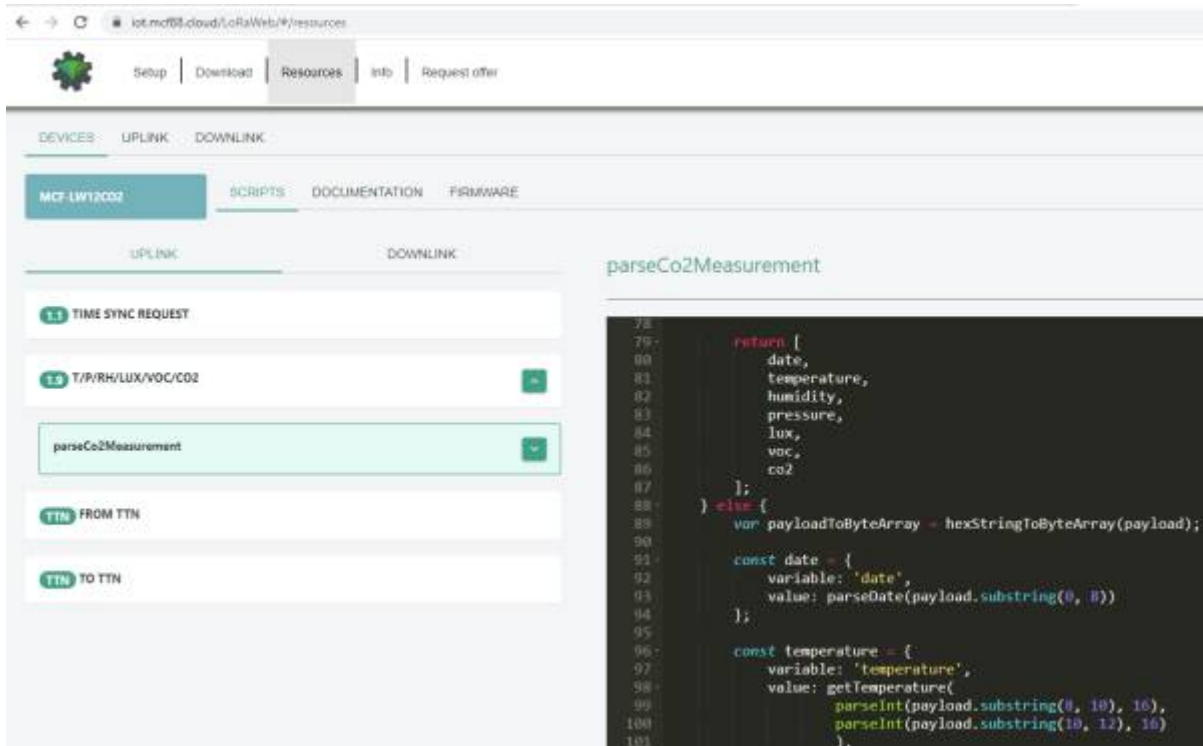 iot.mcf88.cloud/LoRaWeb/#/resources
Setup Download Resources Info Request offer
DEVICES UPLINK DOWNLINK
MCF-LW12CO2 SCRIPTS DOCUMENTATION FIRMWARE
UPLINK DOWNLINK
1.1 TIME SYNC REQUEST
1.9 T/P/RH/LUX/VOC/CO2
parseCo2Measurement
TTN FROM TTN
TTN TO TTN
parseCo2Measurement
78
79 return [
80 date,
81 temperature,
82 humidity,
83 pressure,
84 lux,
85 voc,
86 co2
87 ];
88 } else {
89 var payloadToByteArray = hexStringToByteArray(payload);
90
91 const date = {
92 variable: 'date',
93 value: parseDate(payload.substring(0, 8))
94 };
95
96 const temperature = {
97 variable: 'temperature',
98 value: getTemperature(
99 parseInt(payload.substring(8, 10), 16),
100 parseInt(payload.substring(10, 12), 16)
101 ),